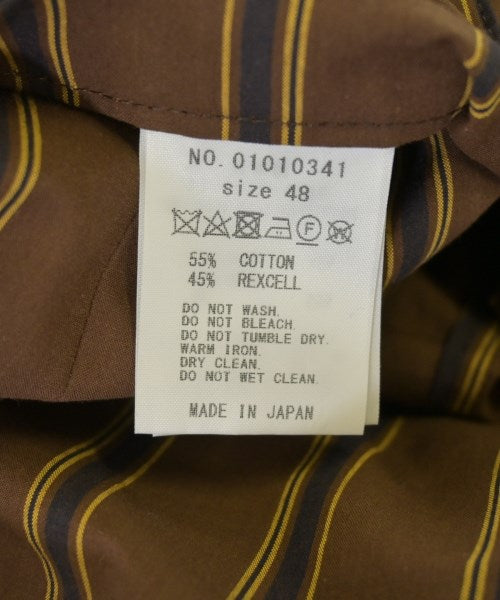 NO. 01010341
size 48
F
55% COTTON
45% REXCELL
DO NOT WASH.
DO NOT BLEACH.
DO NOT TUMBLE DRY.
WARM IRON.
DRY CLEAN.
DO NOT WET CLEAN.
MADE IN JAPAN